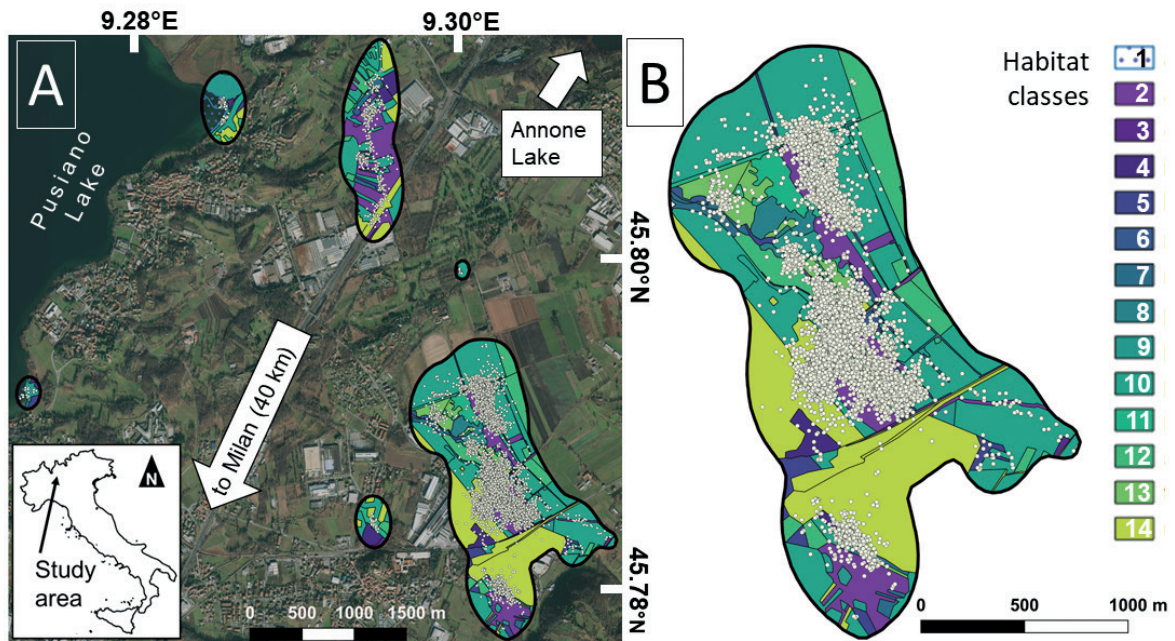 9.28°E
9.30°E
A
Pusiano
Lake
Annone
Lake
to Milan (40 km)
N
Study
area
0 500 1000 1500 m
45.80°N
45.78°N
B
Habitat
classes
1
2
3
4
5
6
7
8
9
10
11
12
13
14
0 500 1000 m